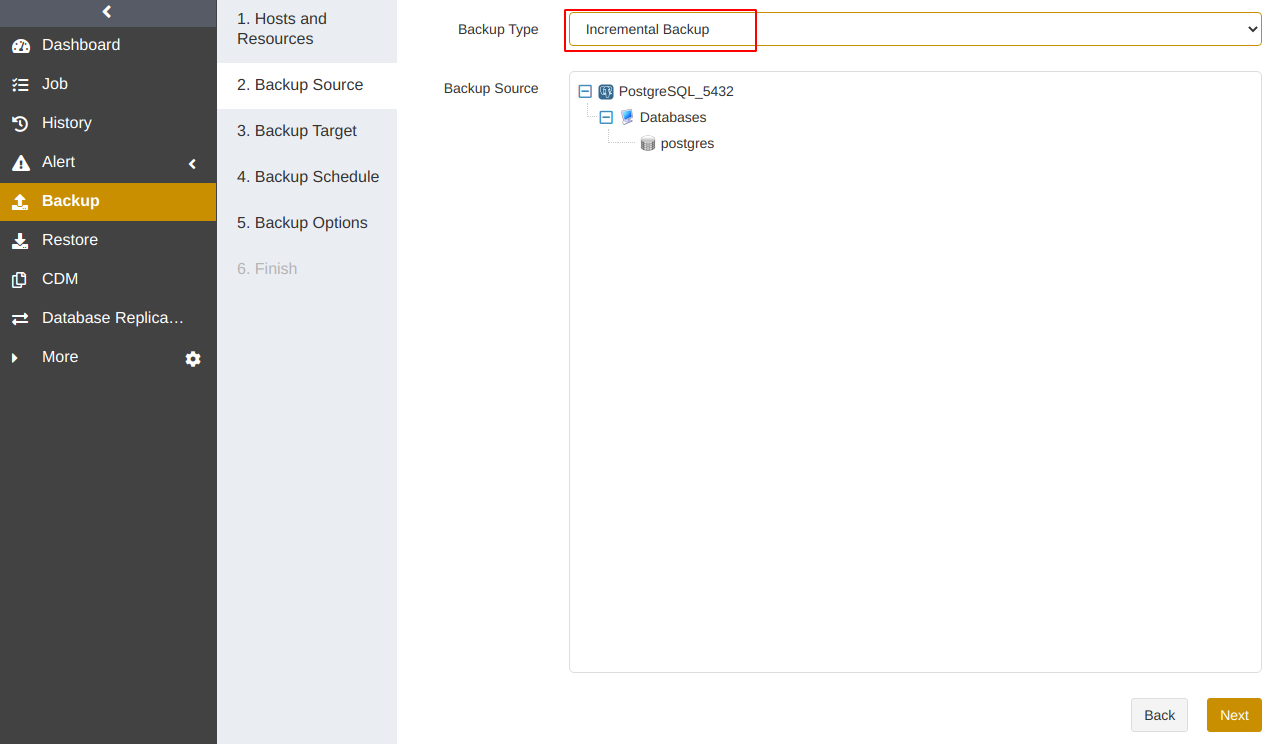 Dashboard
Job
History
Alert
Backup
Restore
CDM
Database Replica…
More
1. Hosts and
Resources
2. Backup Source
3. Backup Target
4. Backup Schedule
5. Backup Options
6. Finish
Backup Type
Incremental Backup
Backup Source
PostgreSQL_5432
Databases
postgres
Back
Next